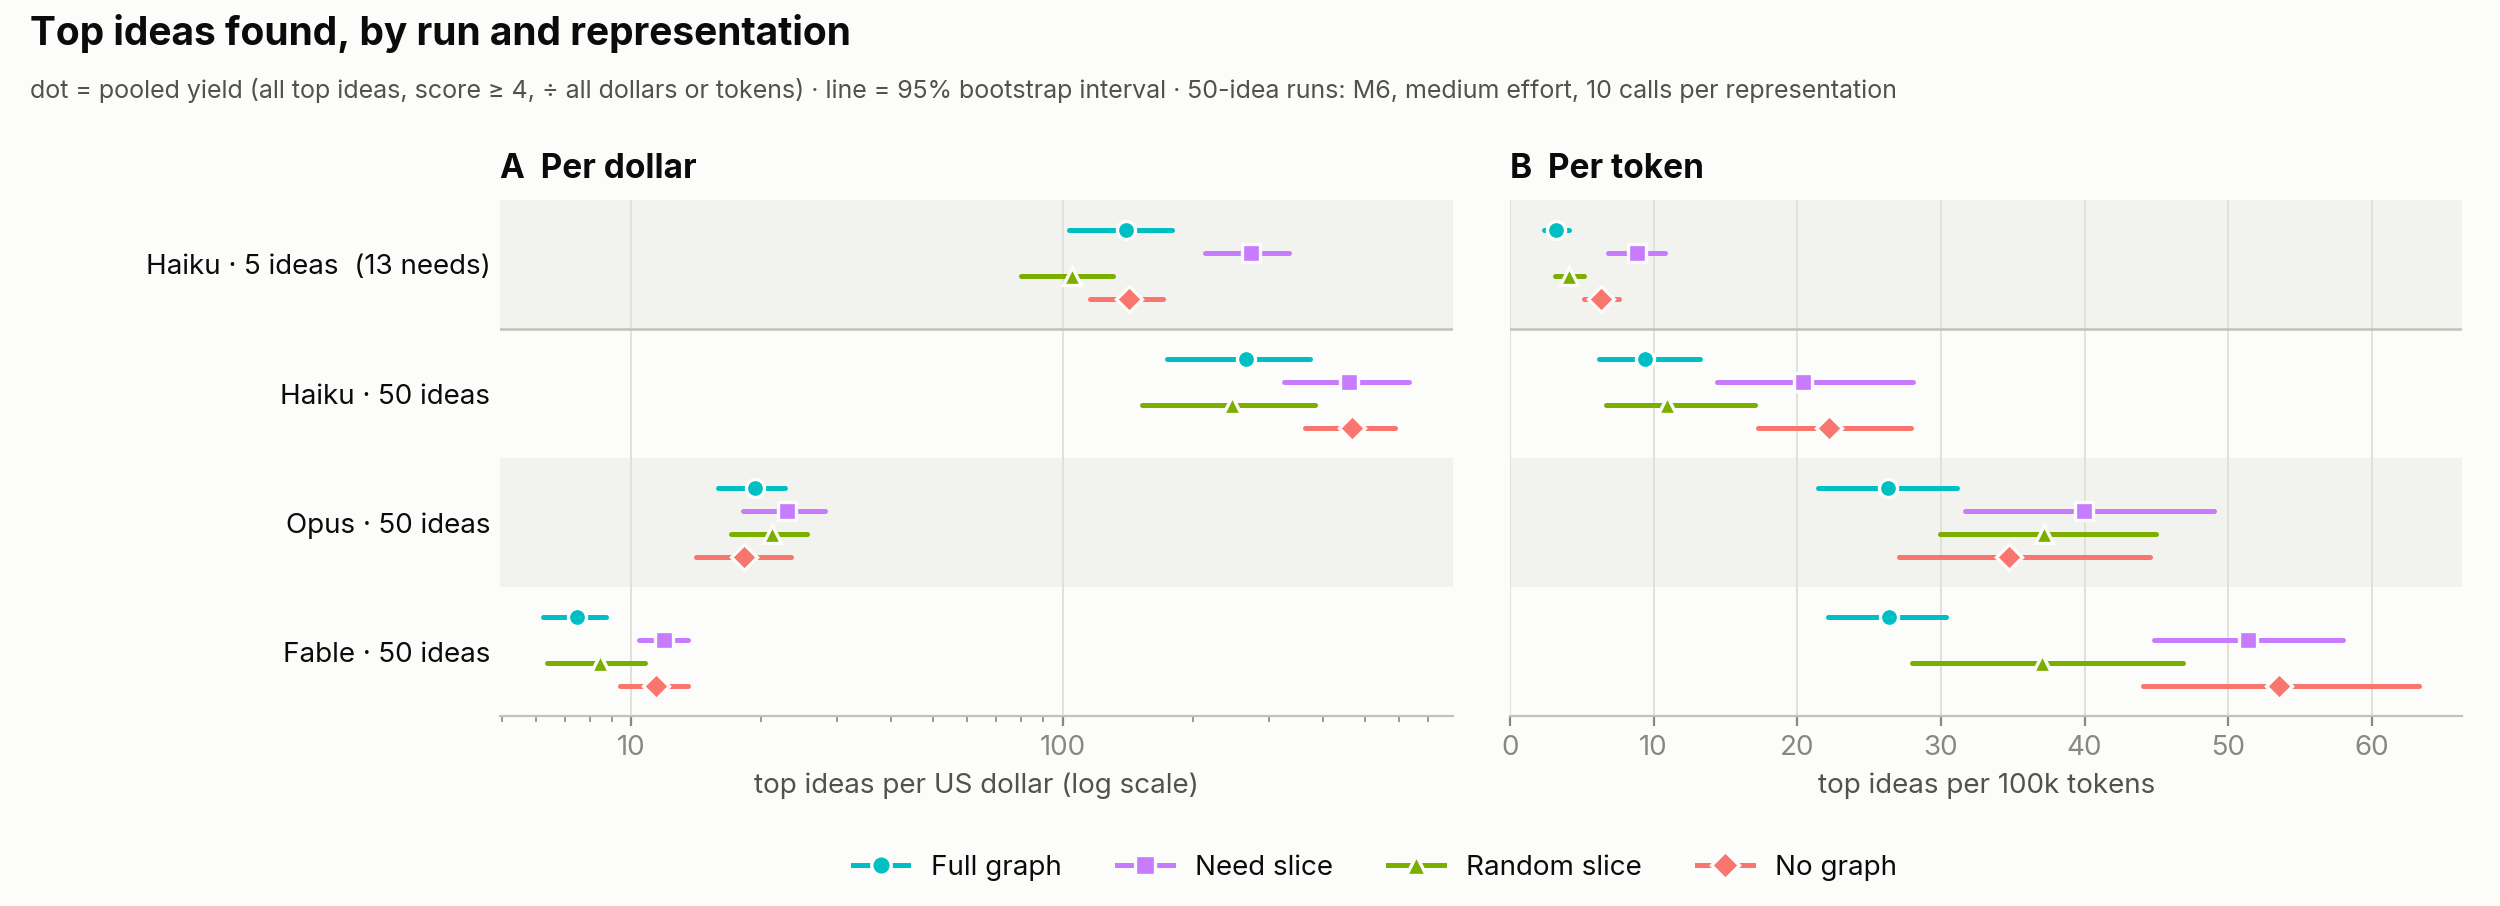 Top ideas found, by run and representation
dot = pooled yield (all top ideas, score ≥ 4, ÷ all dollars or tokens) · line = 95% bootstrap interval · 50-idea runs: M6, medium effort, 10 calls per representation
A Per dollar
B Per token
Haiku · 5 ideas (13 needs)
Haiku · 50 ideas
Opus · 50 ideas
Fable · 50 ideas
10 100
0 10 20 30 40 50 60
top ideas per US dollar (log scale)
top ideas per 100k tokens
Full graph Need slice Random slice No graph